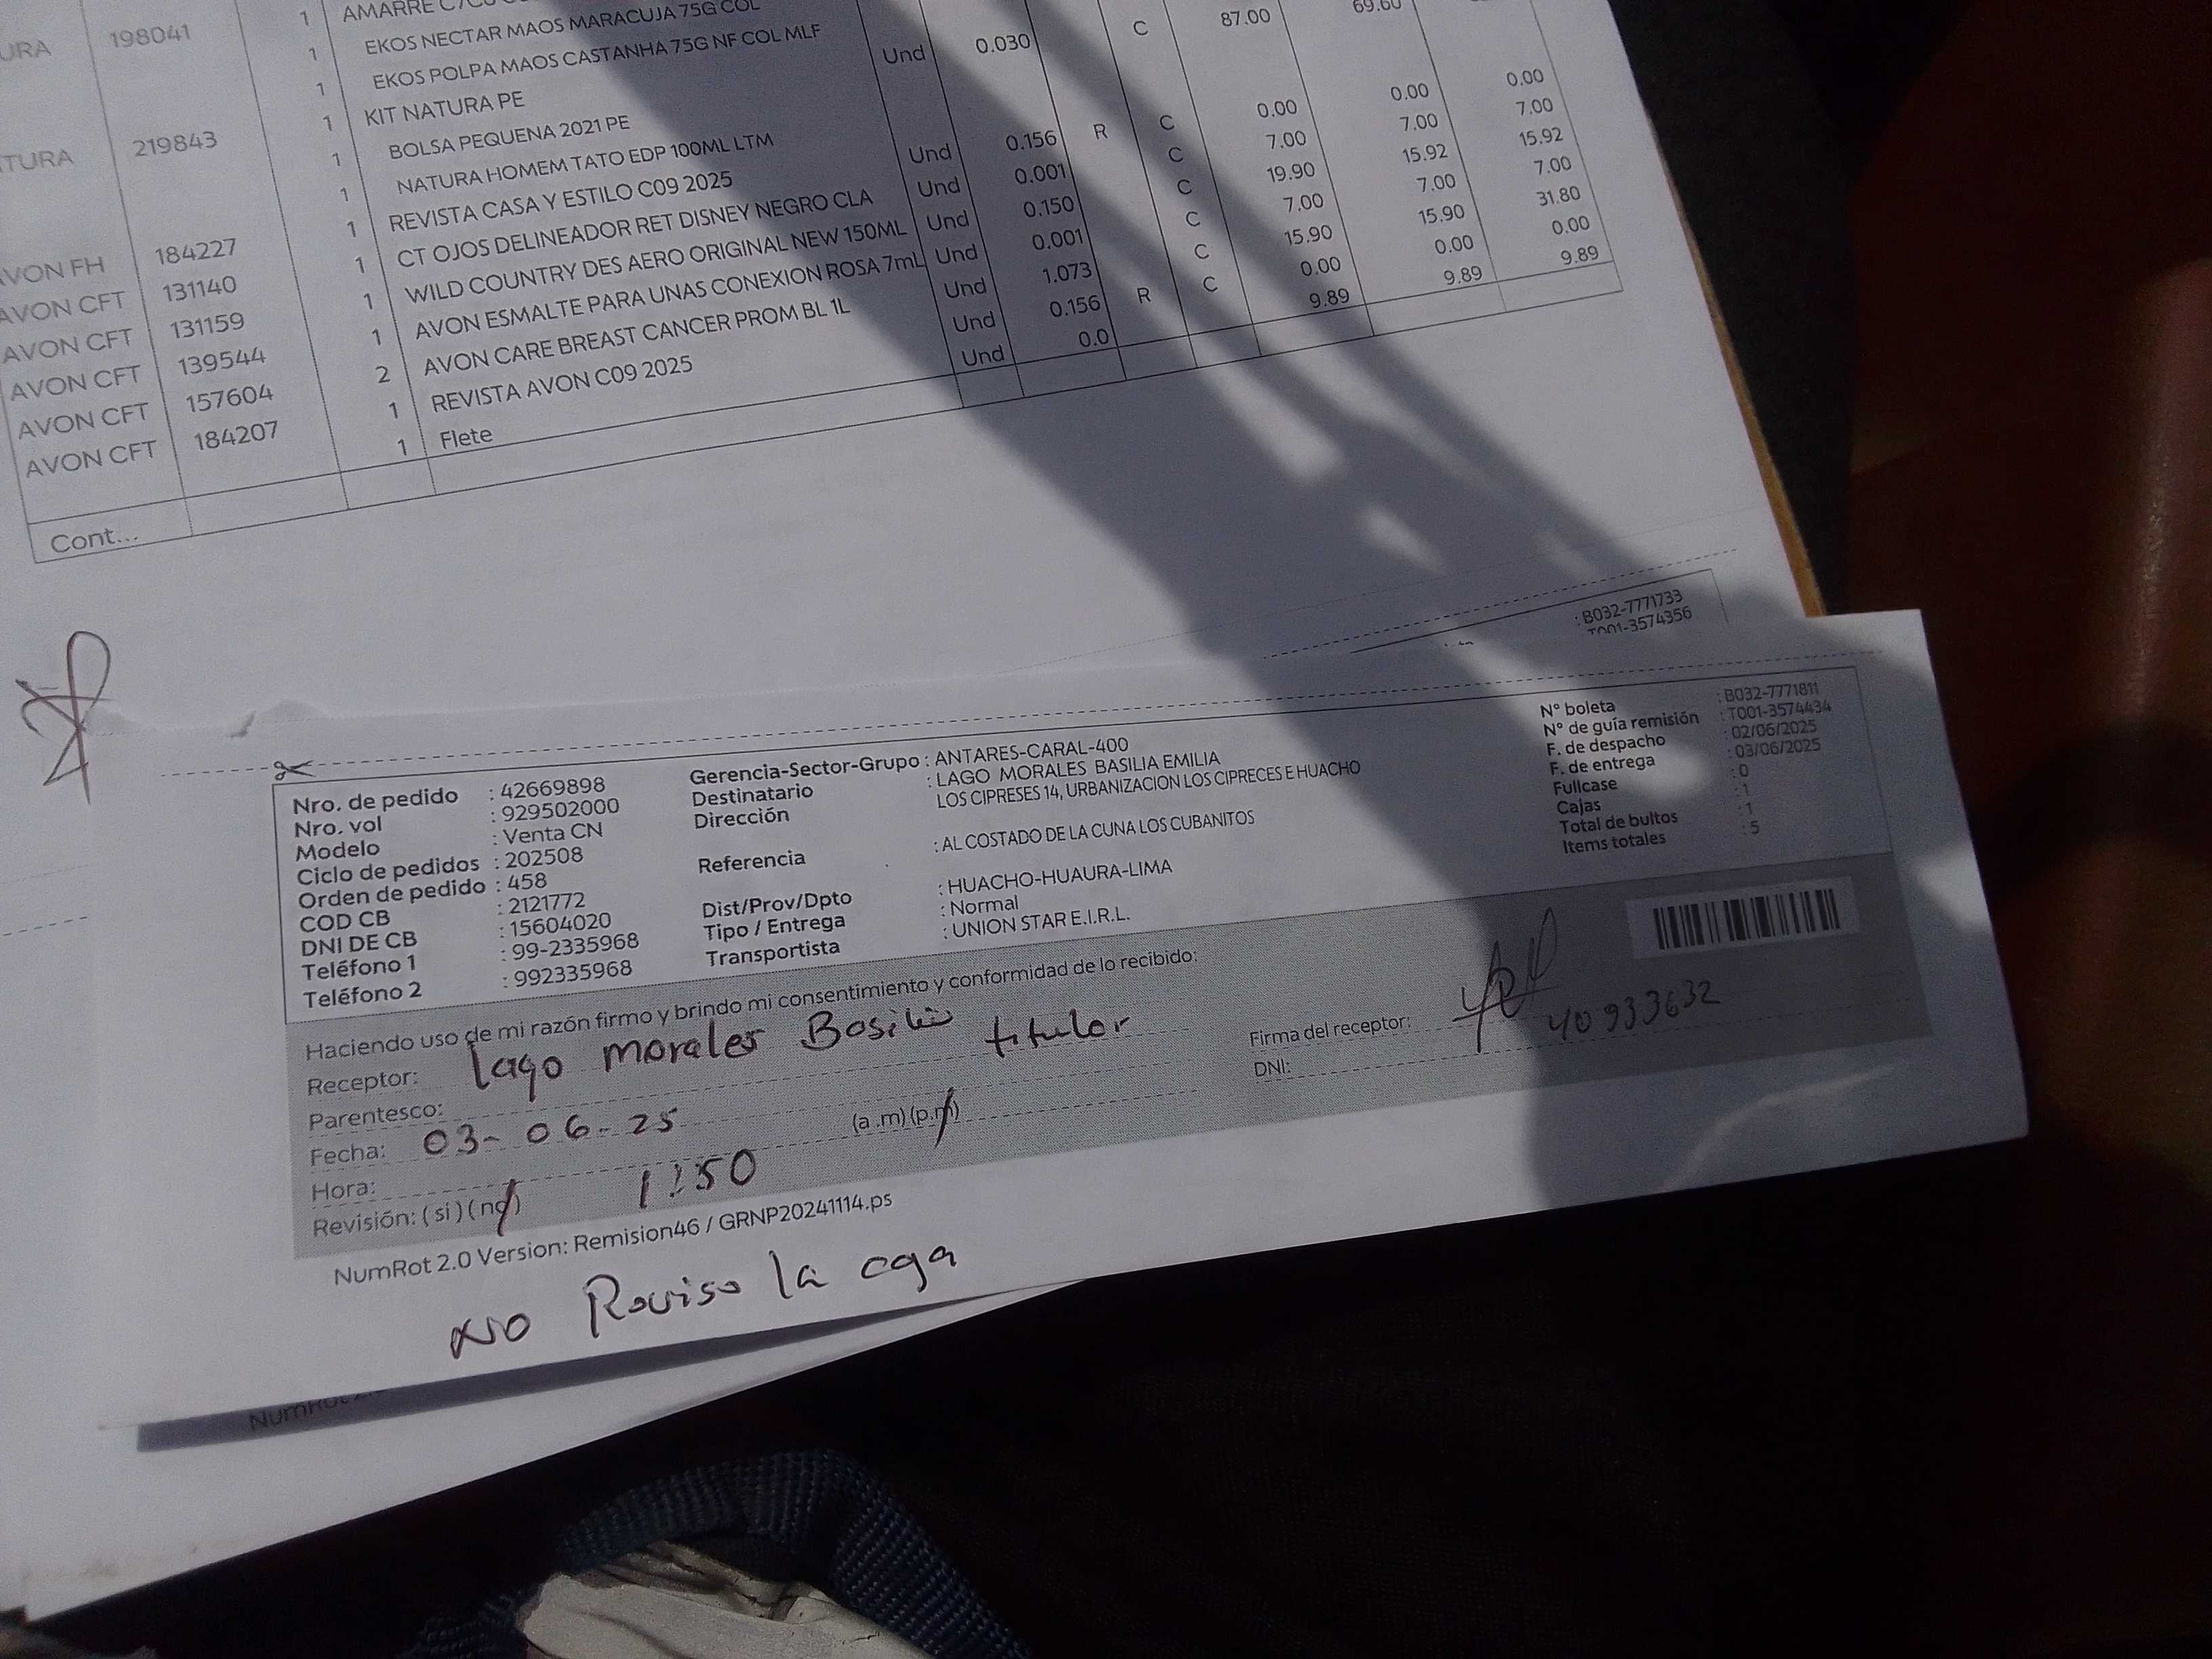 URA 198041 1 AMARRE
1 EKOS NECTAR MAOS MARACUJA 75G COL
1 EKOS POLPA MAOS CASTANHA 75G NF COL MLF Und 0.030 C 87.00 69.60
1 KIT NATURA PE
TURA 219843 1 BOLSA PEQUENA 2021 PE
1 NATURA HOMEM TATO EDP 100ML LTM Und 0.156 R C 0.00 0.00 0.00
AVON FH 184227 1 REVISTA CASA Y ESTILO C09 2025 Und 0.001 C 7.00 7.00 7.00
AVON CFT 131140 1 CT OJOS DELINEADOR RET DISNEY NEGRO CLA Und 0.150 C 19.90 15.92 15.92
AVON CFT 131159 1 WILD COUNTRY DES AERO ORIGINAL NEW 150ML Und 0.001 C 7.00 7.00 7.00
AVON CFT 139544 1 AVON ESMALTE PARA UNAS CONEXION ROSA 7mL Und 1.073 C 15.90 15.90 31.80
AVON CFT 157604 2 AVON CARE BREAST CANCER PROM BL 1L Und 0.156 R C 0.00 0.00 0.00
AVON CFT 184207 1 REVISTA AVON C09 2025 Und 0.0 9.89 9.89 9.89
1 Flete
Cont...
: B032-7771733
T001-3574356
Nro. de pedido : 42669898
Nro. vol : 929502000
Modelo : Venta CN
Ciclo de pedidos : 202508
Orden de pedido : 458
COD CB : 2121772
DNI DE CB : 15604020
Teléfono 1 : 99-2335968
Teléfono 2 : 992335968
Gerencia-Sector-Grupo : ANTARES-CARAL-400
Destinatario : LAGO MORALES BASILIA EMILIA
Dirección LOS CIPRESES 14, URBANIZACION LOS CIPRECES E HUACHO
Referencia : AL COSTADO DE LA CUNA LOS CUBANITOS
Dist/Prov/Dpto : HUACHO-HUAURA-LIMA
Tipo / Entrega : Normal
Transportista : UNION STAR E.I.R.L.
N° boleta : B032-7771811
N° de guía remisión : T001-3574434
F. de despacho : 02/06/2025
F. de entrega : 03/06/2025
Fullcase : 0
Cajas : 1
Total de bultos : 1
Items totales : 5
Haciendo uso de mi razón firmo y brindo mi consentimiento y conformidad de lo recibido:
Receptor: Lago Morales Basilia
Parentesco: titular
Fecha: 03-06-25
Hora: 1:50 (a.m)(p.m)
Revisión: (si)(no)
Firma del receptor:
DNI: 40933632
NumRot 2.0 Version: Remision46 / GRNP20241114.ps
NO Reviso la caja